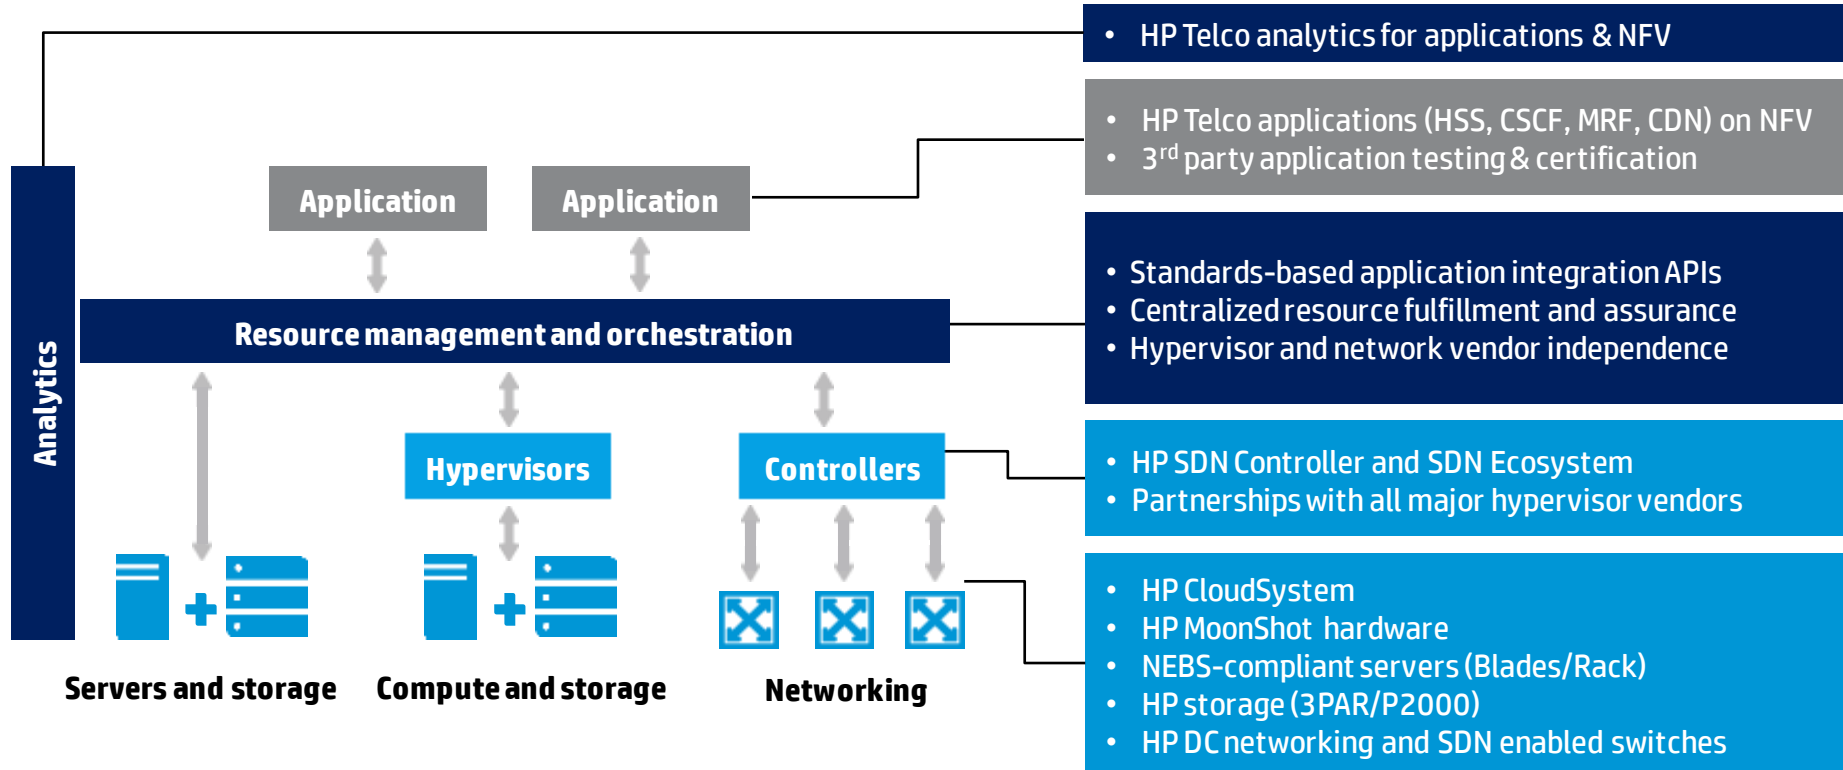 • HP Telco analytics for applications & NFV
• HP Telco applications (HSS, CSCF, MRF, CDN) on NFV
• 3rd party application testing & certification
Application
Application
• Standards-based application integration APIs
• Centralized resource fulfillment and assurance
• Hypervisor and network vendor independence
Resource management and orchestration
Analytics
Hypervisors
Controllers
• HP SDN Controller and SDN Ecosystem
• Partnerships with all major hypervisor vendors
• HP CloudSystem
• HP MoonShot hardware
• NEBS-compliant servers (Blades/Rack)
• HP storage (3PAR/P2000)
• HP DC networking and SDN enabled switches
Servers and storage
Compute and storage
Networking